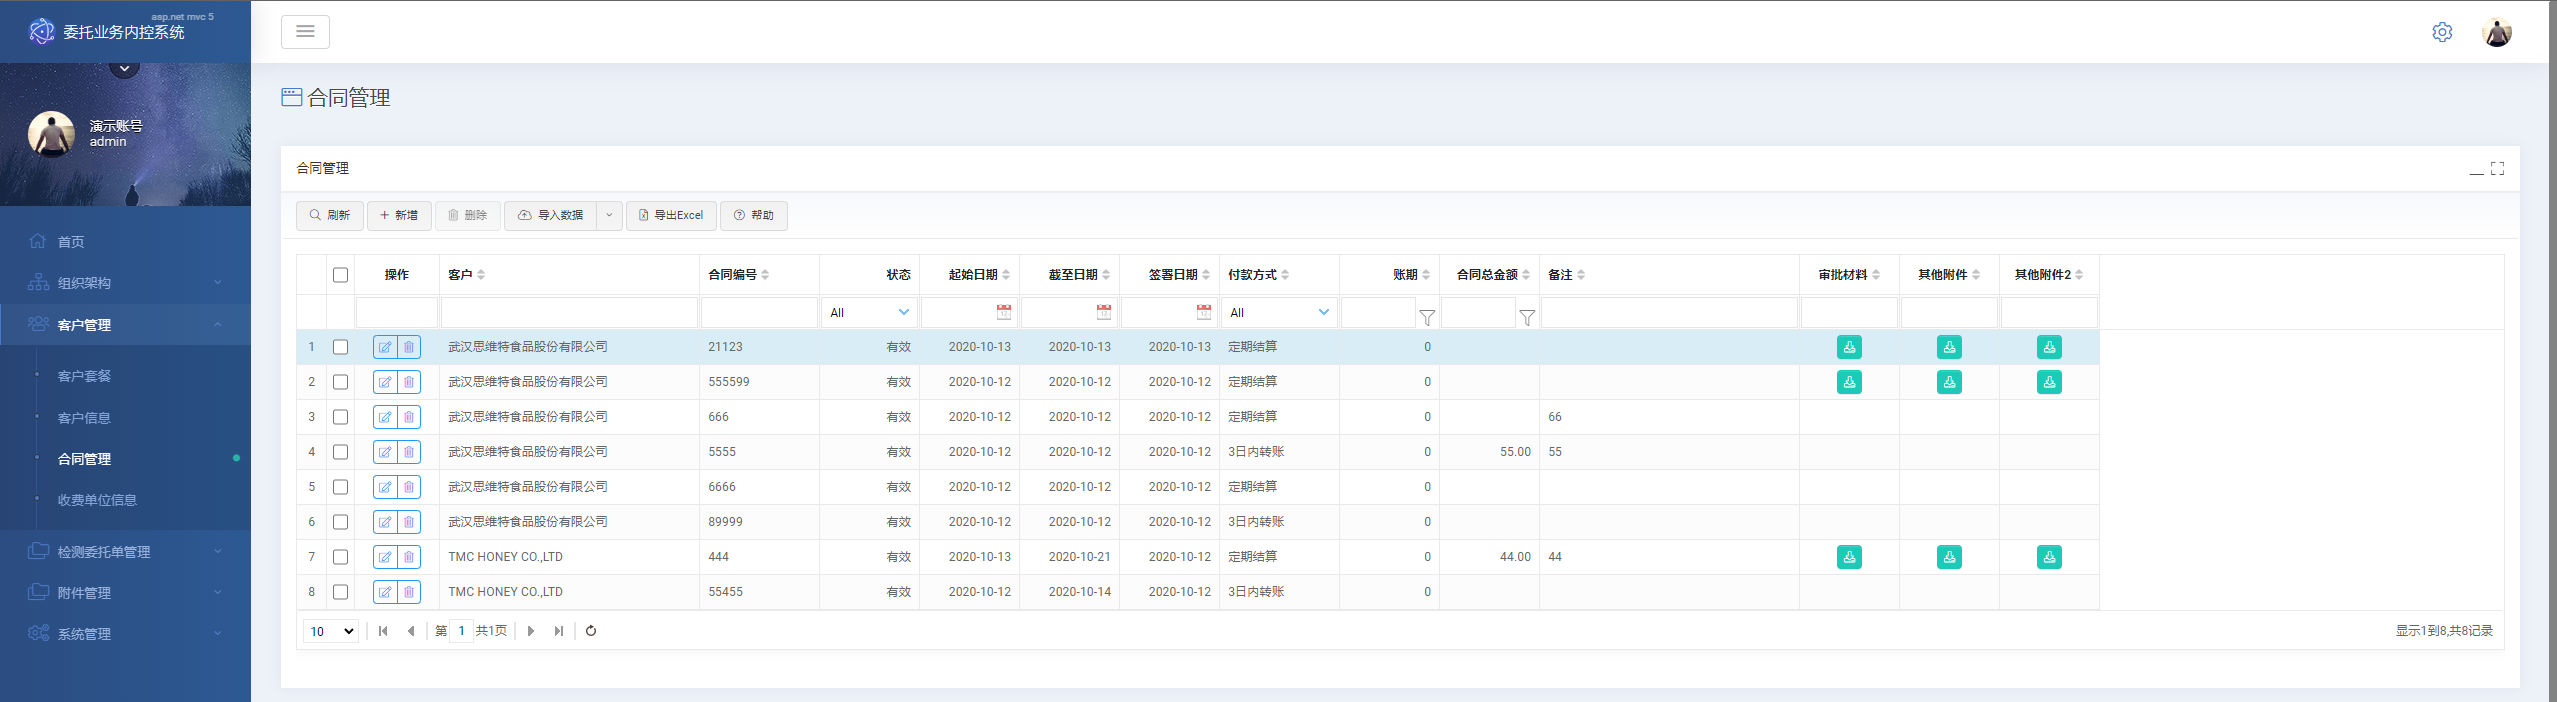 asp.net mvc 5
委托业务内控系统
演示账号
admin
首页
组织架构
客户管理
客户套餐
客户信息
合同管理
收费单位信息
检测委托单管理
附件管理
系统管理
合同管理
合同管理
刷新 新增 删除 导入数据 导出Excel 帮助
操作 客户 合同编号 状态 起始日期 截至日期 签署日期 付款方式 账期 合同总金额 备注 审批材料 其他附件 其他附件2
All All
1 武汉思维特食品股份有限公司 21123 有效 2020-10-13 2020-10-13 2020-10-13 定期结算 0
2 武汉思维特食品股份有限公司 555599 有效 2020-10-12 2020-10-12 2020-10-12 定期结算 0
3 武汉思维特食品股份有限公司 666 有效 2020-10-12 2020-10-12 2020-10-12 定期结算 0 66
4 武汉思维特食品股份有限公司 5555 有效 2020-10-12 2020-10-12 2020-10-12 3日内转账 0 55.00 55
5 武汉思维特食品股份有限公司 6666 有效 2020-10-12 2020-10-12 2020-10-12 定期结算 0
6 武汉思维特食品股份有限公司 89999 有效 2020-10-12 2020-10-12 2020-10-12 3日内转账 0
7 TMC HONEY CO.,LTD 444 有效 2020-10-13 2020-10-21 2020-10-12 定期结算 0 44.00 44
8 TMC HONEY CO.,LTD 55455 有效 2020-10-12 2020-10-14 2020-10-12 3日内转账 0
10 第 1 共1页 显示1到8,共8记录